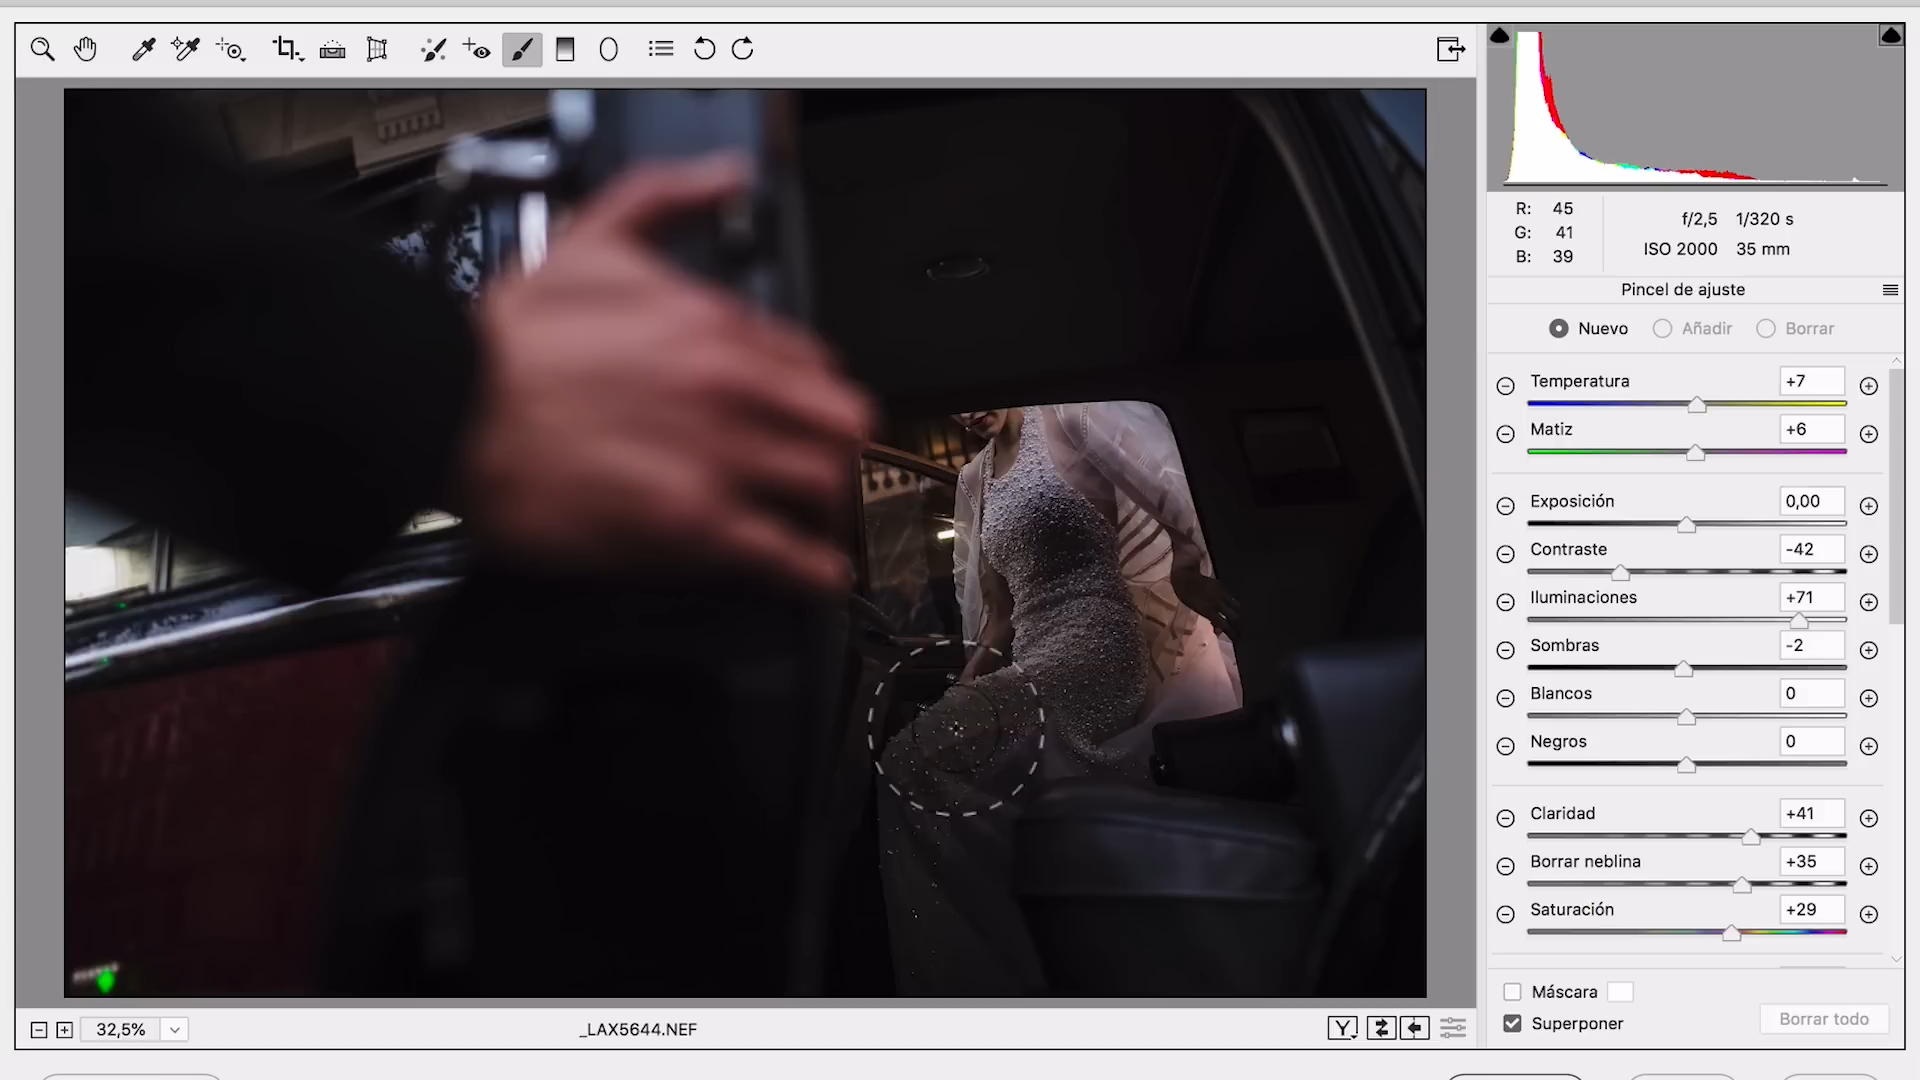 R: 45
G: 41
B: 39
f/2,5 1/320 s
ISO 2000 35 mm
Pincel de ajuste
Nuevo Añadir Borrar
Temperatura +7
Matiz +6
Exposición 0,00
Contraste -42
Iluminaciones +71
Sombras -2
Blancos 0
Negros 0
Claridad +41
Borrar neblina +35
Saturación +29
Máscara
Superponer
Borrar todo
32,5%
_LAX5644.NEF
Y